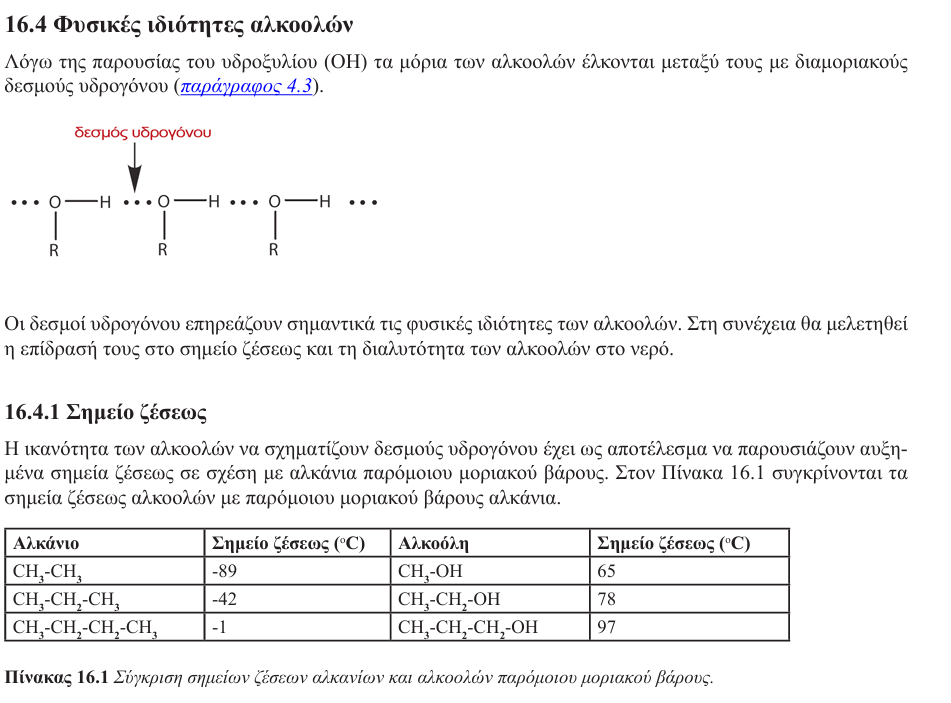 16.4 Φυσικές ιδιότητες αλκοολών
Λόγω της παρουσίας του υδροξυλίου (ΟΗ) τα μόρια των αλκοολών έλκονται μεταξύ τους με διαμοριακούς
δεσμούς υδρογόνου (παράγραφος 4.3).
δεσμός υδρογόνου
••• O—H •••O—H ••• O—H •••
R R R
Οι δεσμοί υδρογόνου επηρεάζουν σημαντικά τις φυσικές ιδιότητες των αλκοολών. Στη συνέχεια θα μελετηθεί
η επίδρασή τους στο σημείο ζέσεως και τη διαλυτότητα των αλκοολών στο νερό.
16.4.1 Σημείο ζέσεως
Η ικανότητα των αλκοολών να σχηματίζουν δεσμούς υδρογόνου έχει ως αποτέλεσμα να παρουσιάζουν αυξη-
μένα σημεία ζέσεως σε σχέση με αλκάνια παρόμοιου μοριακού βάρους. Στον Πίνακα 16.1 συγκρίνονται τα
σημεία ζέσεως αλκοολών με παρόμοιου μοριακού βάρους αλκάνια.
Αλκάνιο Σημείο ζέσεως (ºC) Αλκοόλη Σημείο ζέσεως (ºC)
CH₃-CH₃ -89 CH₃-OH 65
CH₃-CH₂-CH₃ -42 CH₃-CH₂-OH 78
CH₃-CH₂-CH₂-CH₃ -1 CH₃-CH₂-CH₂-OH 97
Πίνακας 16.1 Σύγκριση σημείων ζέσεων αλκανίων και αλκοολών παρόμοιου μοριακού βάρους.